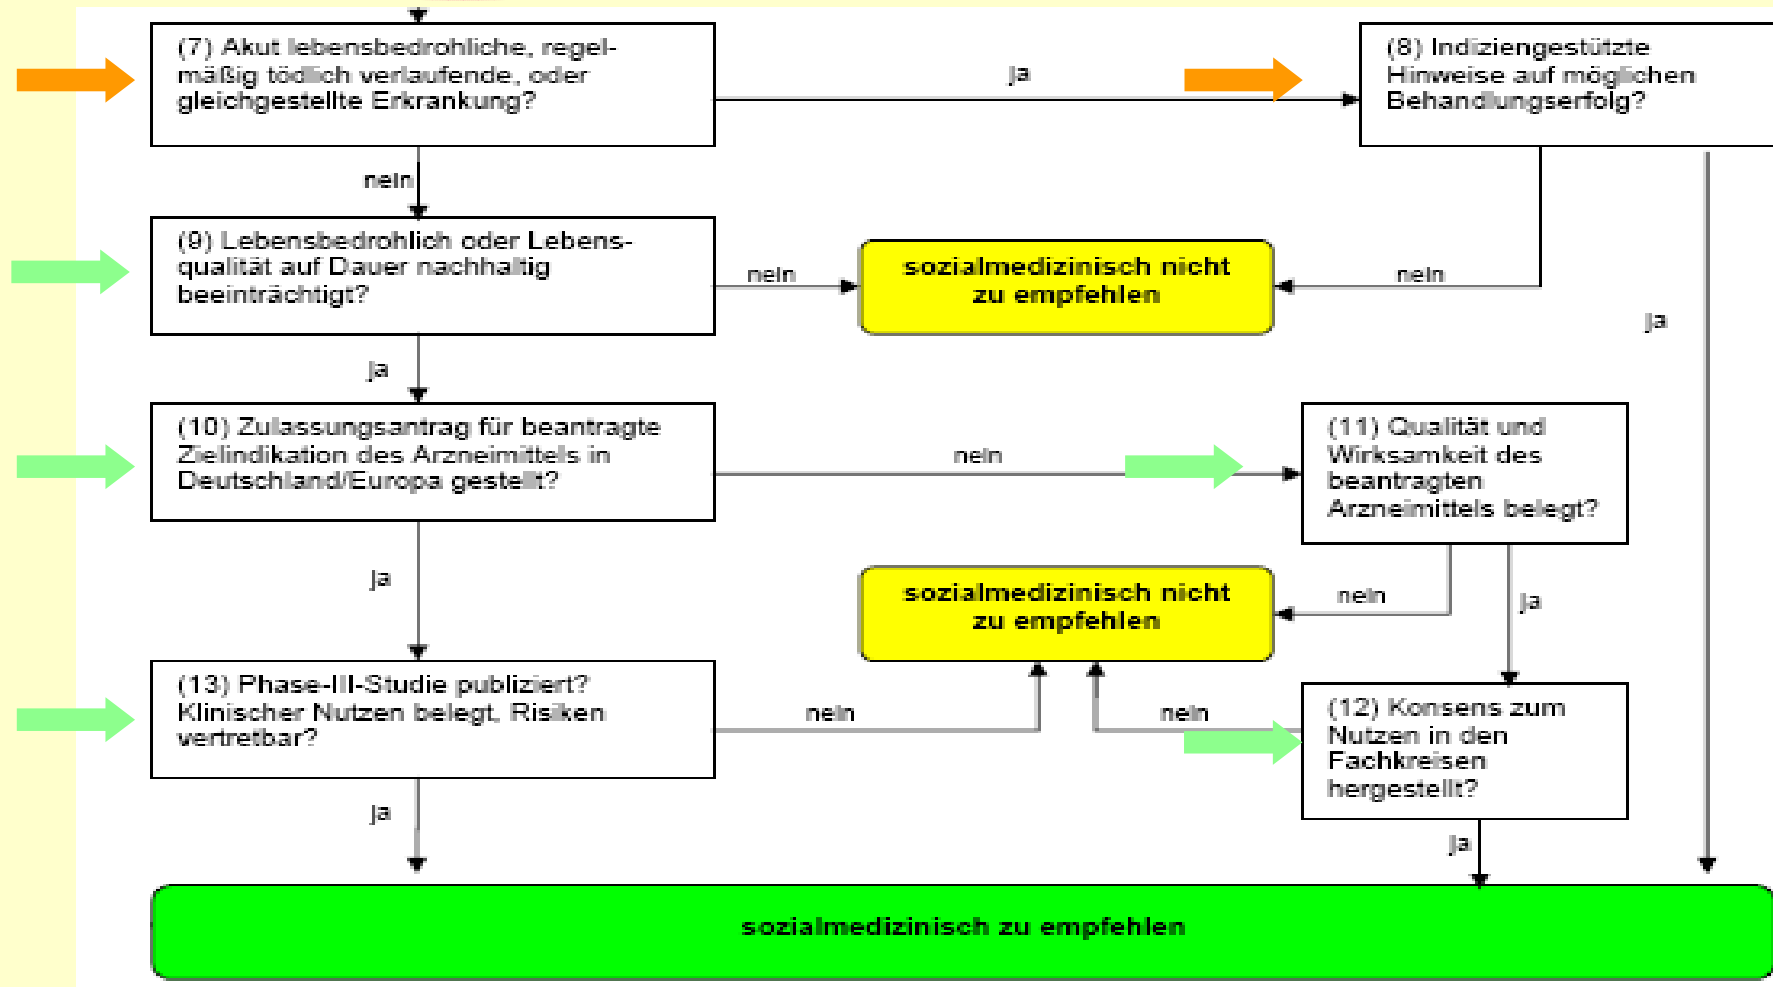 (7) Akut lebensbedrohliche, regel-
mäßig tödlich verlaufende, oder
gleichgestellte Erkrankung?
ja
(8) Indiziengestützte
Hinweise auf möglichen
Behandlungserfolg?
nein
(9) Lebensbedrohlich oder Lebens-
qualität auf Dauer nachhaltig
beeinträchtigt?
nein
sozialmedizinisch nicht
zu empfehlen
nein
ja
ja
(10) Zulassungsantrag für beantragte
Zielindikation des Arzneimittels in
Deutschland/Europa gestellt?
nein
(11) Qualität und
Wirksamkeit des
beantragten
Arzneimittels belegt?
ja
sozialmedizinisch nicht
zu empfehlen
nein
ja
(13) Phase-III-Studie publiziert?
Klinischer Nutzen belegt, Risiken
vertretbar?
nein
nein
(12) Konsens zum
Nutzen in den
Fachkreisen
hergestellt?
ja
ja
sozialmedizinisch zu empfehlen